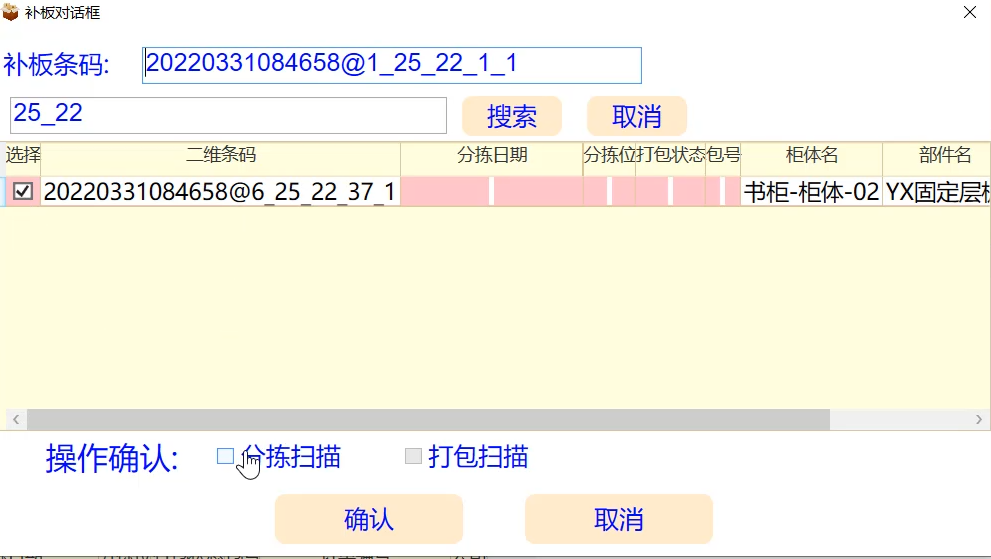 补板对话框
补板条码: 20220331084658@1_25_22_1_1
25_22 搜索 取消
选择 二维条码 分拣日期 分拣位 打包状态 包号 柜体名 部件名
20220331084658@6_25_22_37_1 书柜-柜体-02 YX固定层
操作确认: 分拣扫描 打包扫描
确认 取消